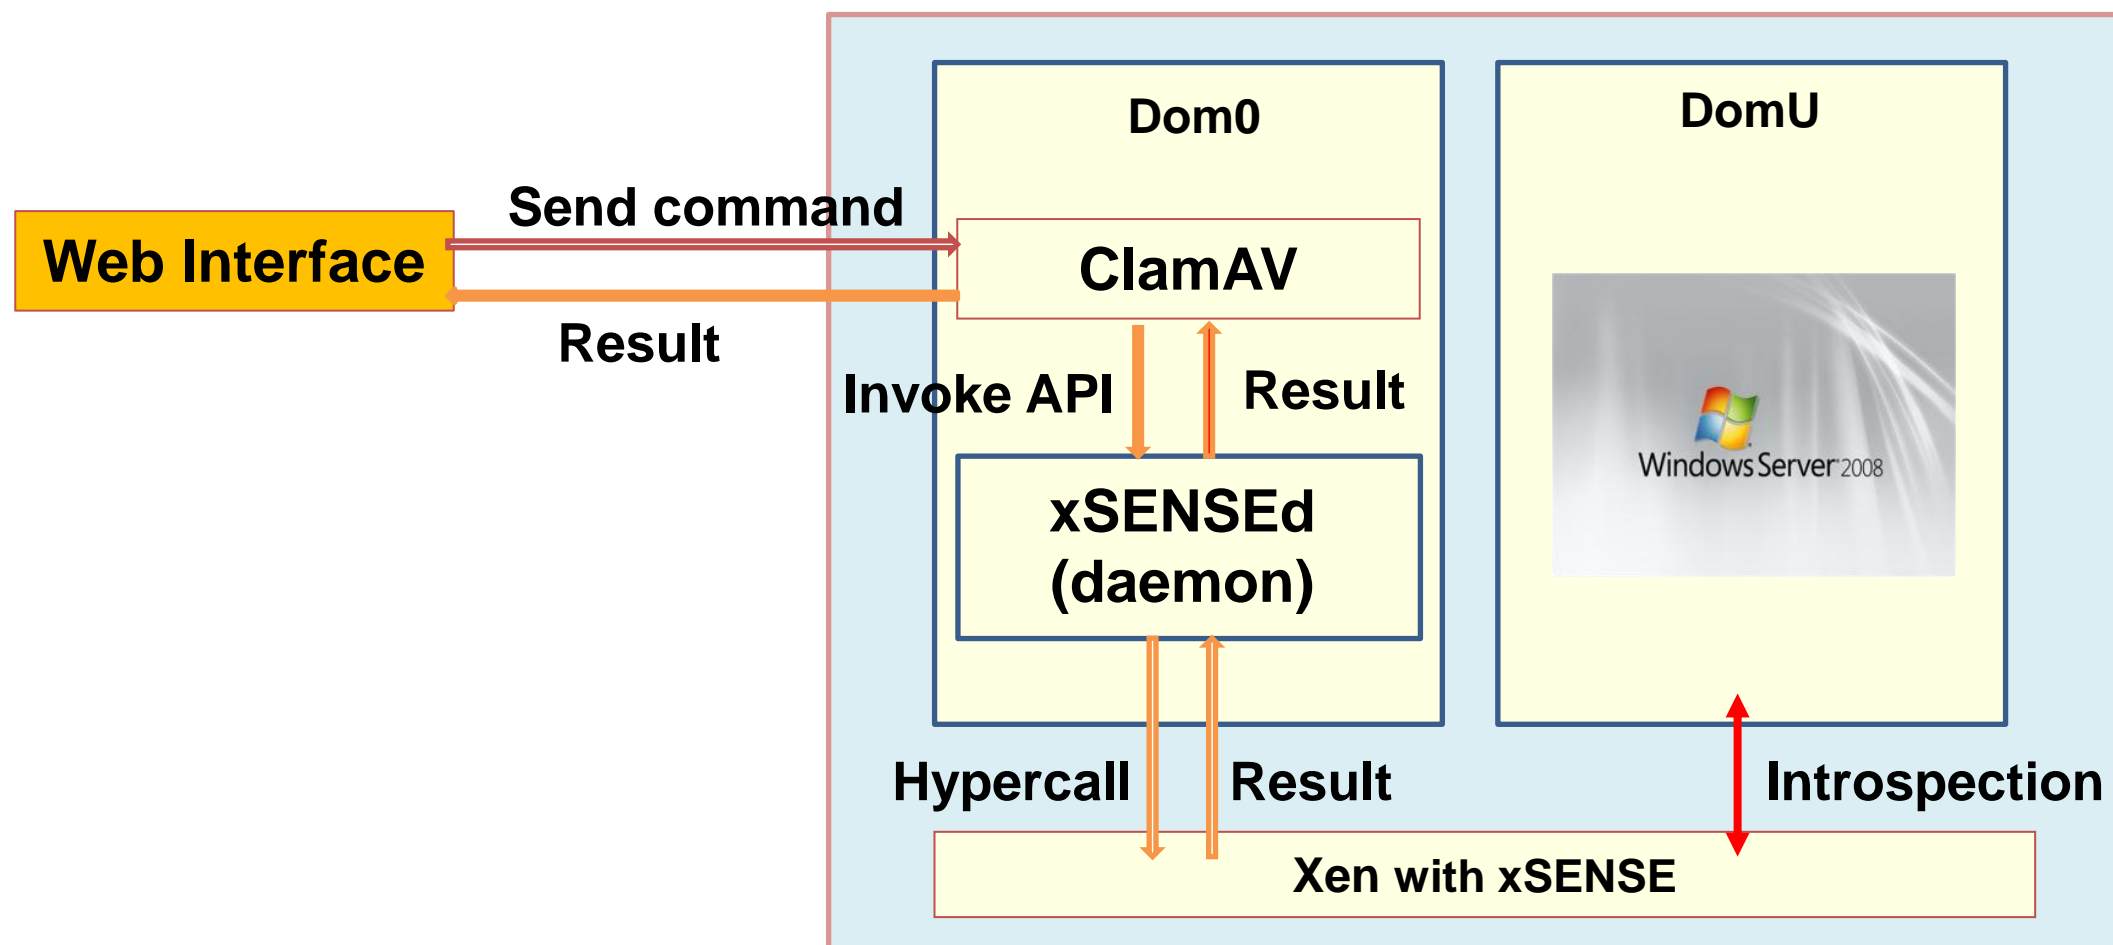 Dom0
DomU
Send command
Web Interface
ClamAV
Result
Invoke API
Result
Windows Server 2008
xSENSEd
(daemon)
Hypercall
Result
Introspection
Xen with xSENSE